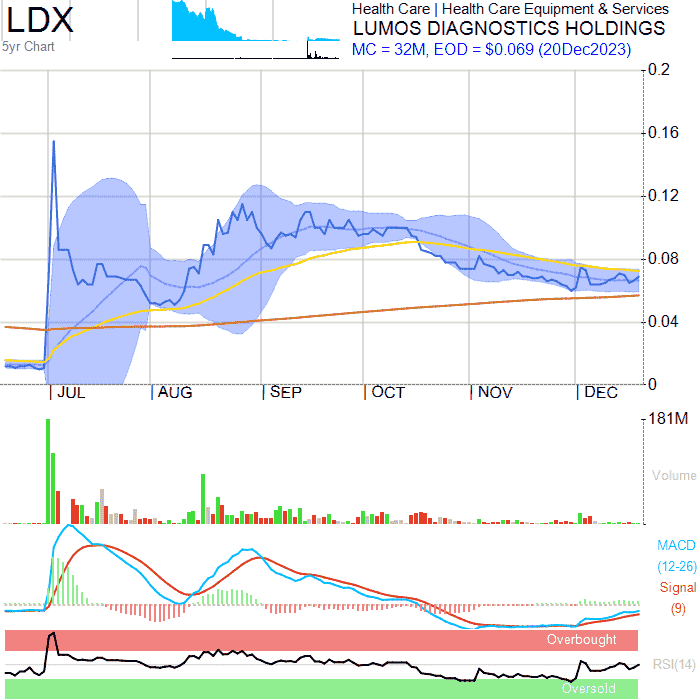 LDX
5yr Chart
Health Care | Health Care Equipment & Services
LUMOS DIAGNOSTICS HOLDINGS
MC = 32M, EOD = $0.069 (20Dec2023)
0.2
0.16
0.12
0.08
0.04
0
| JUL | AUG | SEP | OCT | NOV | DEC
181M
Volume
MACD
(12-26)
Signal
(9)
Overbought
RSI(14)
Oversold